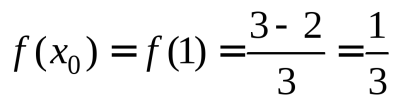 f(x₀) = f(1) = (3 - 2)/3 = 1/3